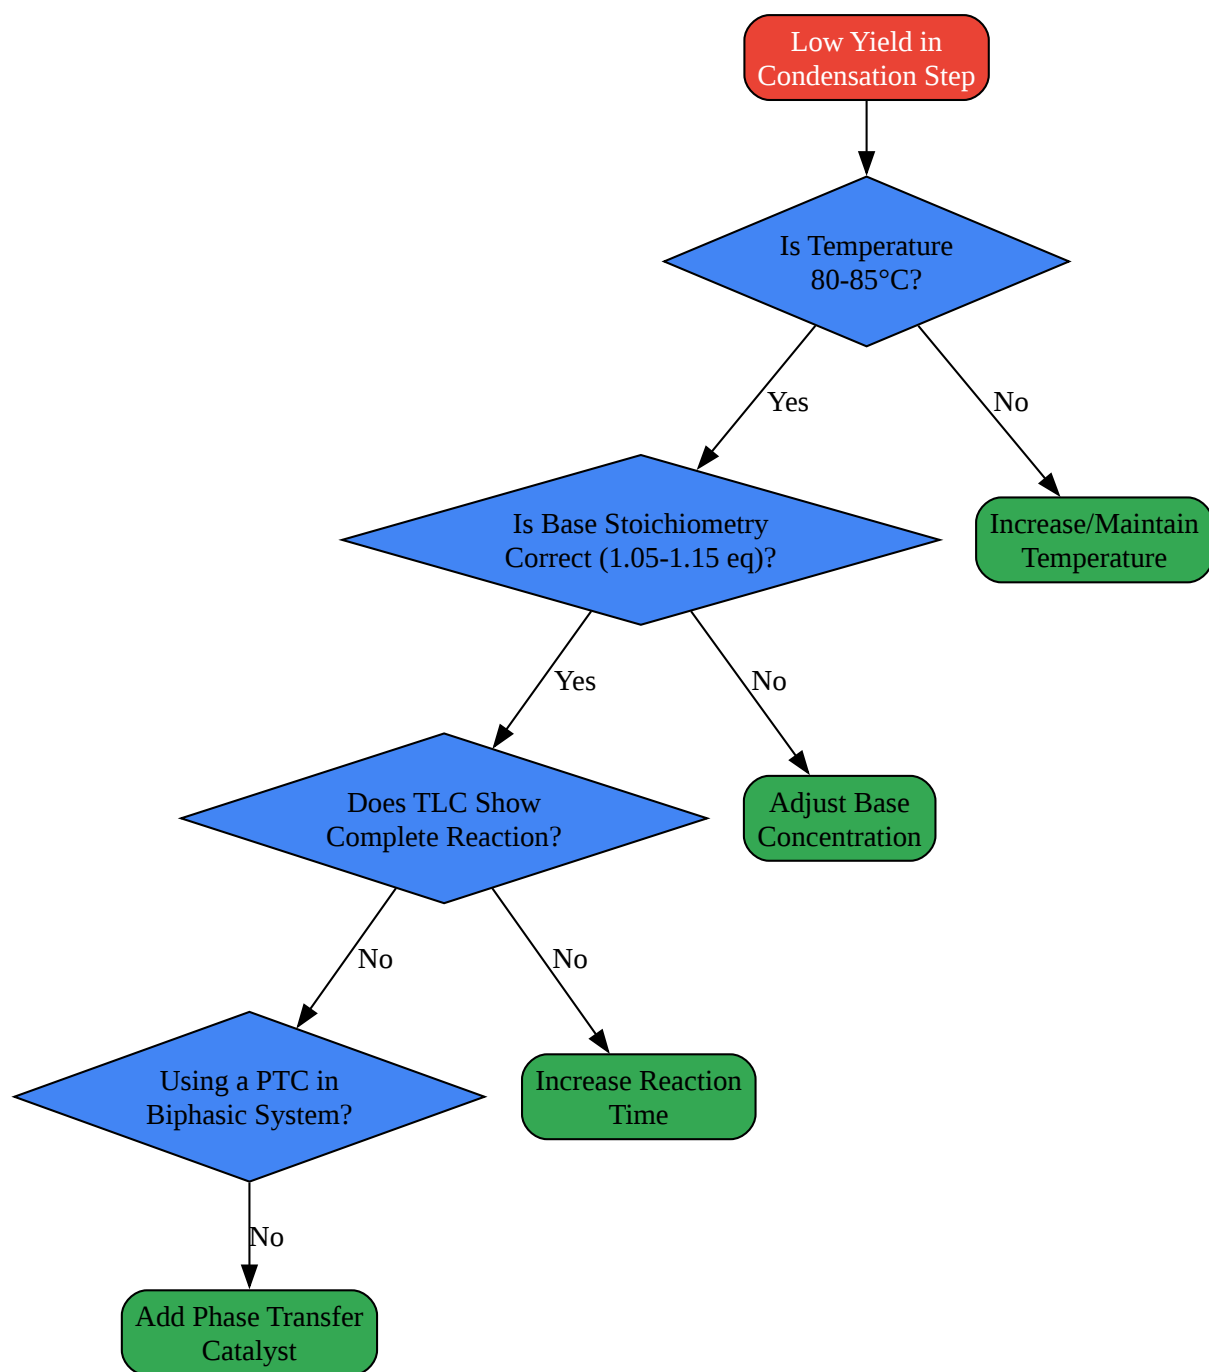 Low Yield in
Condensation Step
Is Temperature
80-85°C?
Yes
No
Is Base Stoichiometry
Correct (1.05-1.15 eq)?
Increase/Maintain
Temperature
Yes
No
Does TLC Show
Complete Reaction?
Adjust Base
Concentration
No
No
Using a PTC in
Biphasic System?
Increase Reaction
Time
No
Add Phase Transfer
Catalyst